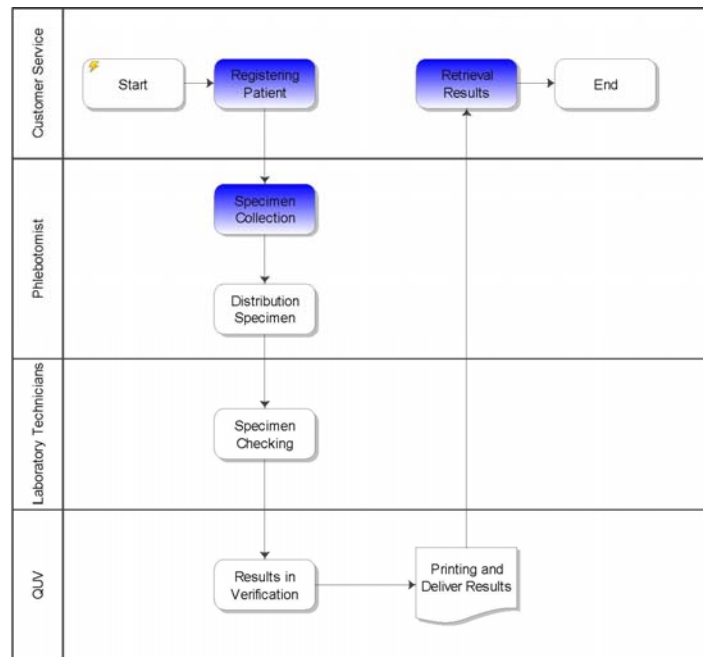 Customer Service
Start
Registering
Patient
Retrieval
Results
End
Phlebotomist
Specimen
Collection
Distribution
Specimen
Laboratory Technicians
Specimen
Checking
QUV
Results in
Verification
Printing and
Deliver Results